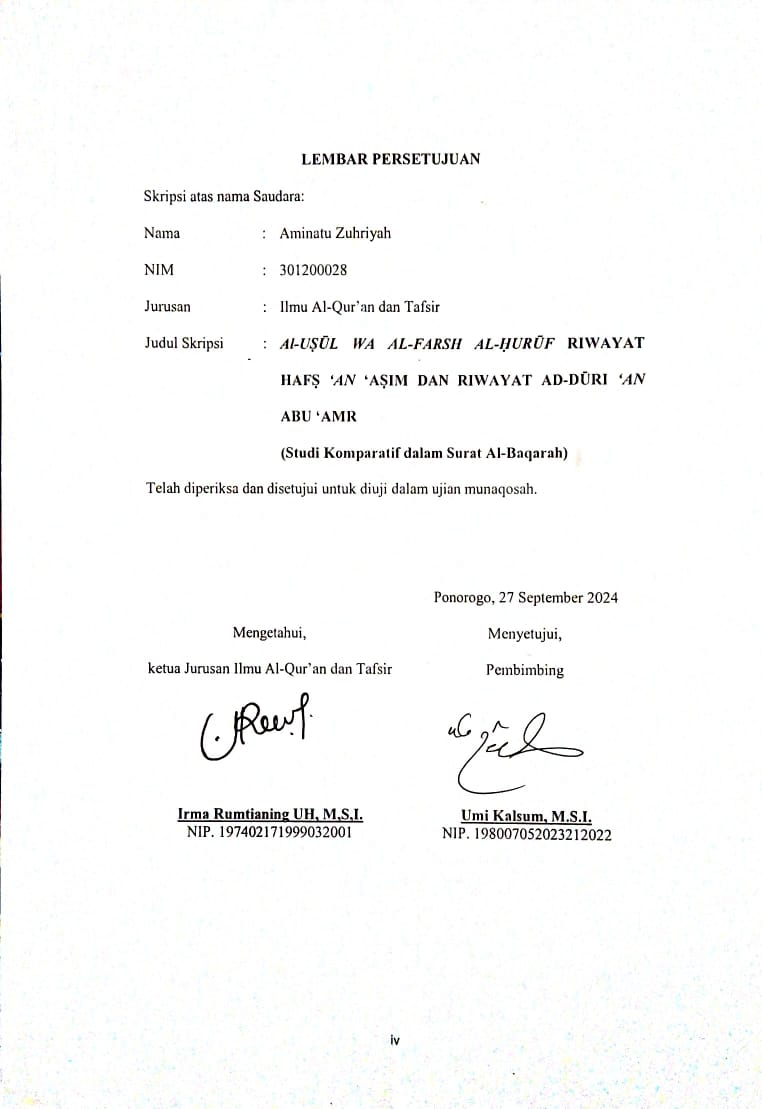 LEMBAR PERSETUJUAN
Skripsi atas nama Saudara:
Nama : Aminatu Zuhriyah
NIM : 301200028
Jurusan : Ilmu Al-Qur'an dan Tafsir
Judul Skripsi : Al-UṢŪL WA AL-FARSH AL-ḤURŪF RIWAYAT
HAFṢ ‘AN ‘AṢIM DAN RIWAYAT AD-DŪRI ‘AN
ABU ‘AMR
(Studi Komparatif dalam Surat Al-Baqarah)
Telah diperiksa dan disetujui untuk diuji dalam ujian munaqosah.
Ponorogo, 27 September 2024
Mengetahui, Menyetujui,
ketua Jurusan Ilmu Al-Qur'an dan Tafsir Pembimbing
Irma Rumtianing UH, M,S,I. Umi Kalsum, M.S.I.
NIP. 197402171999032001 NIP. 198007052023212022
iv